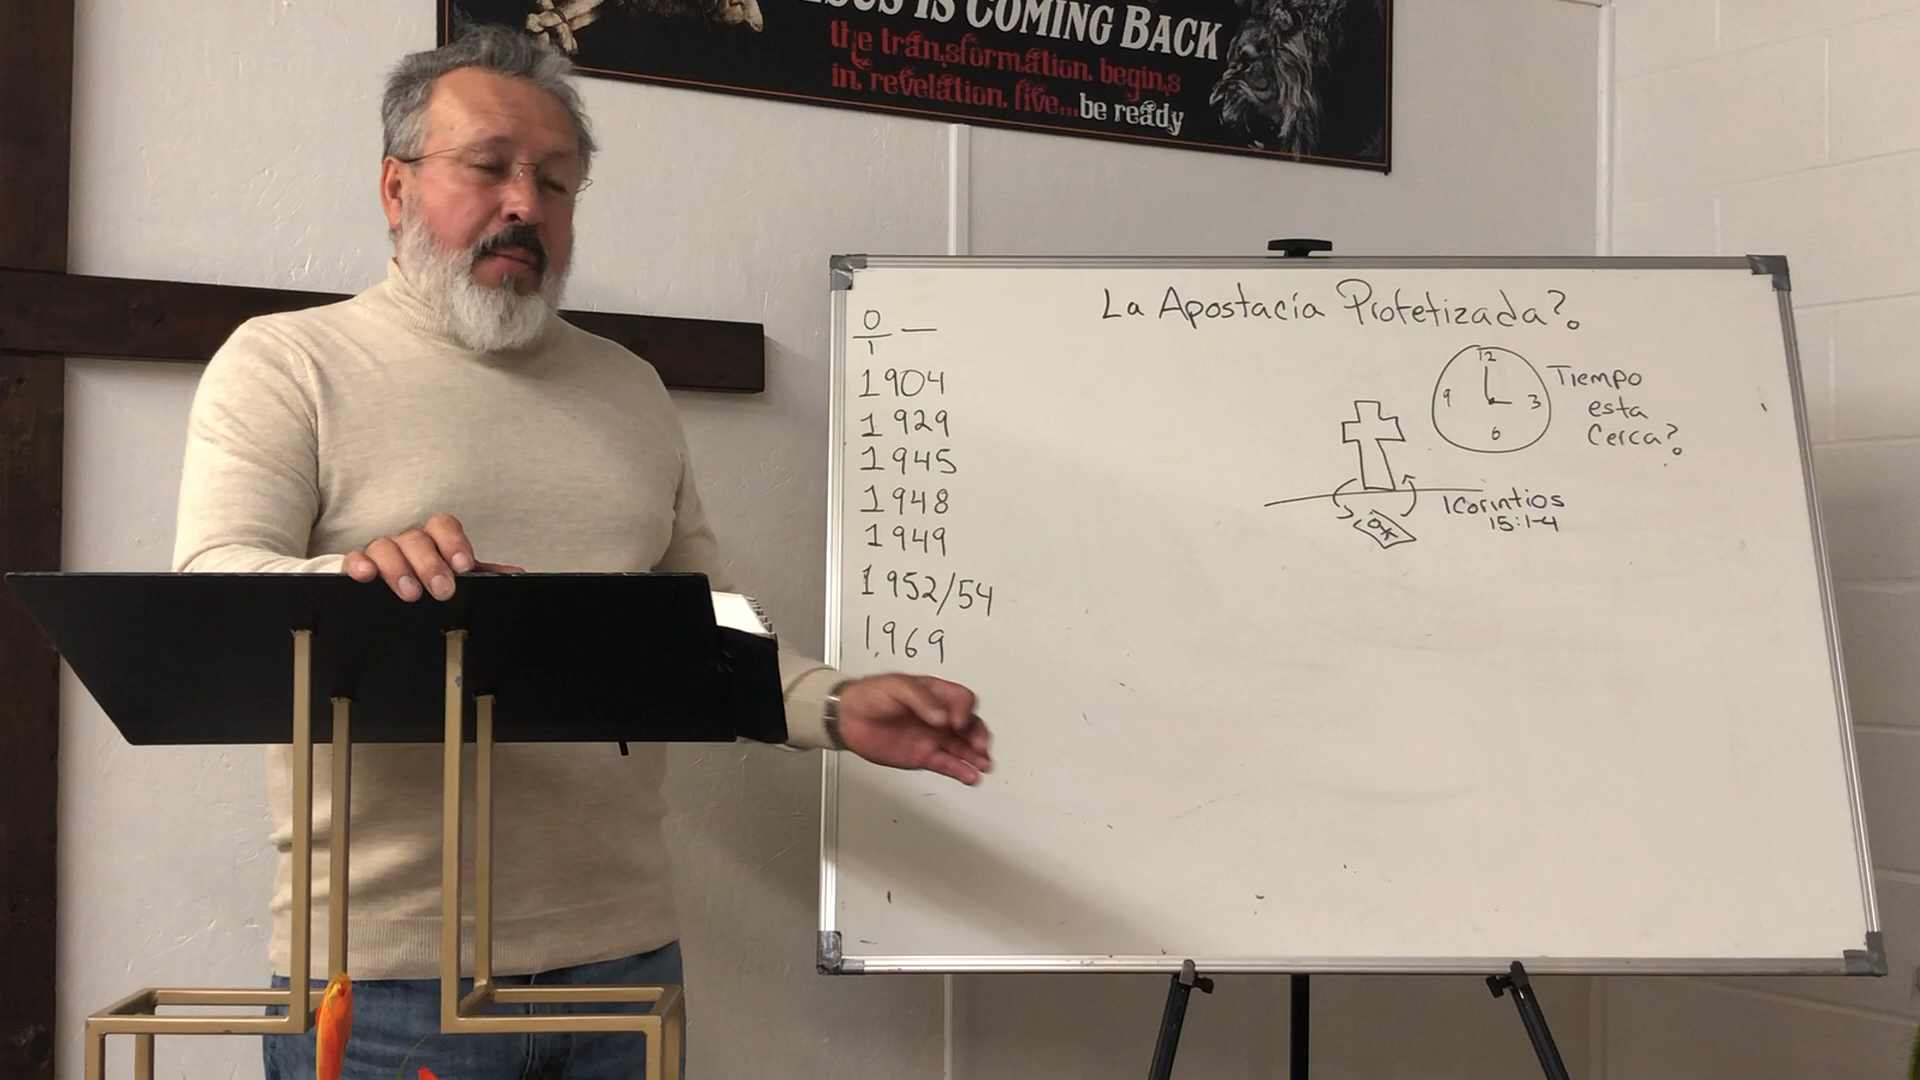 IS COMING BACK
the transformation begins
in revelation five...be ready
La Apostacía Profetizada?
0
1
1904
1929
1945
1948
1949
1952/54
1969
12
9
3
6
Tiempo
esta
Cerca?
1Corintios
15:1-4